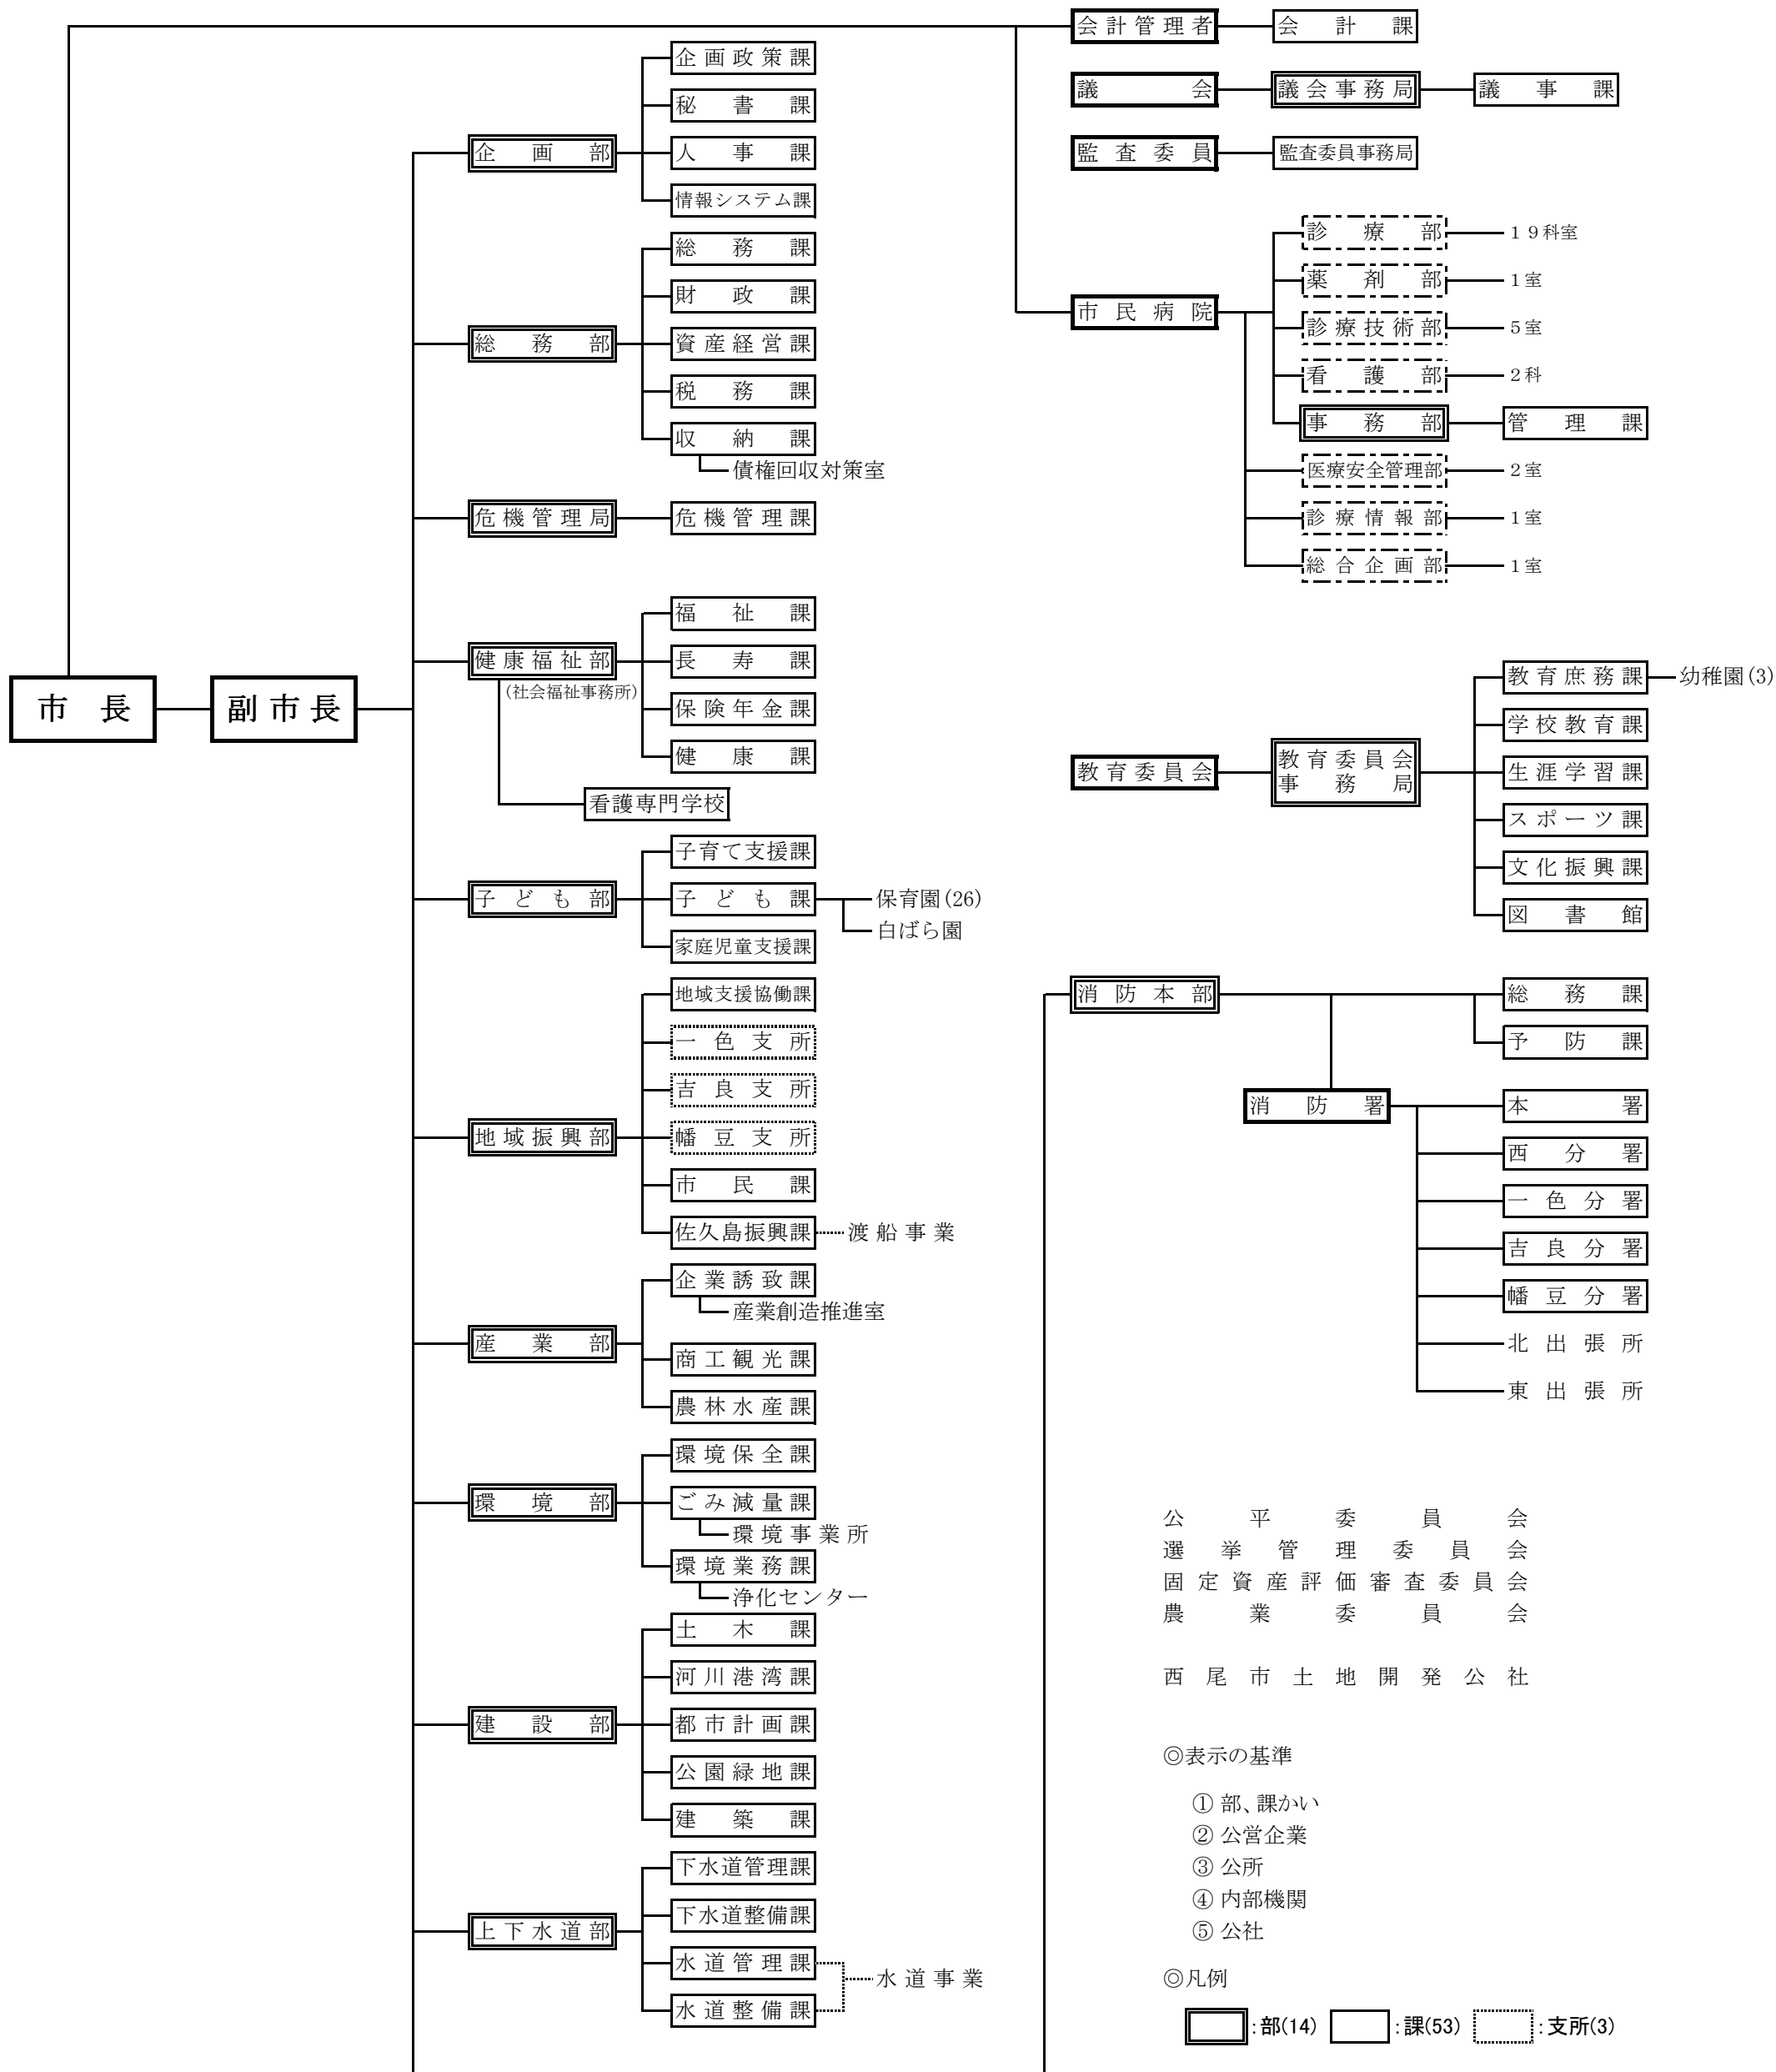 市長
副市長
企画部
企画政策課
秘書課
人事課
情報システム課
総務部
総務課
財政課
資産経営課
税務課
収納課
債権回収対策室
危機管理局
危機管理課
健康福祉部
(社会福祉事務所)
福祉課
長寿課
保険年金課
健康課
看護専門学校
子ども部
子育て支援課
子ども課
保育園(26)
白ばら園
家庭児童支援課
地域振興部
地域支援協働課
一色支所
吉良支所
幡豆支所
市民課
佐久島振興課
渡船事業
産業部
企業誘致課
産業創造推進室
商工観光課
農林水産課
環境部
環境保全課
ごみ減量課
環境事業所
環境業務課
浄化センター
建設部
土木課
河川港湾課
都市計画課
公園緑地課
建築課
上下水道部
下水道管理課
下水道整備課
水道管理課
水道整備課
水道事業
会計管理者
会計課
議会
議会事務局
議事課
監査委員
監査委員事務局
市民病院
診療部
19科室
薬剤部
1室
診療技術部
5室
看護部
2科
事務部
管理課
医療安全管理部
2室
診療情報部
1室
総合企画部
1室
教育委員会
教育委員会
事務局
教育庶務課
幼稚園(3)
学校教育課
生涯学習課
スポーツ課
文化振興課
図書館
消防本部
総務課
予防課
消防署
本署
西分署
一色分署
吉良分署
幡豆分署
北出張所
東出張所
公平委員会
選挙管理委員会
固定資産評価審査委員会
農業委員会
西尾市土地開発公社
◎表示の基準
① 部、課かい
② 公営企業
③ 公所
④ 内部機関
⑤ 公社
◎凡例
:部(14) :課(53) :支所(3)